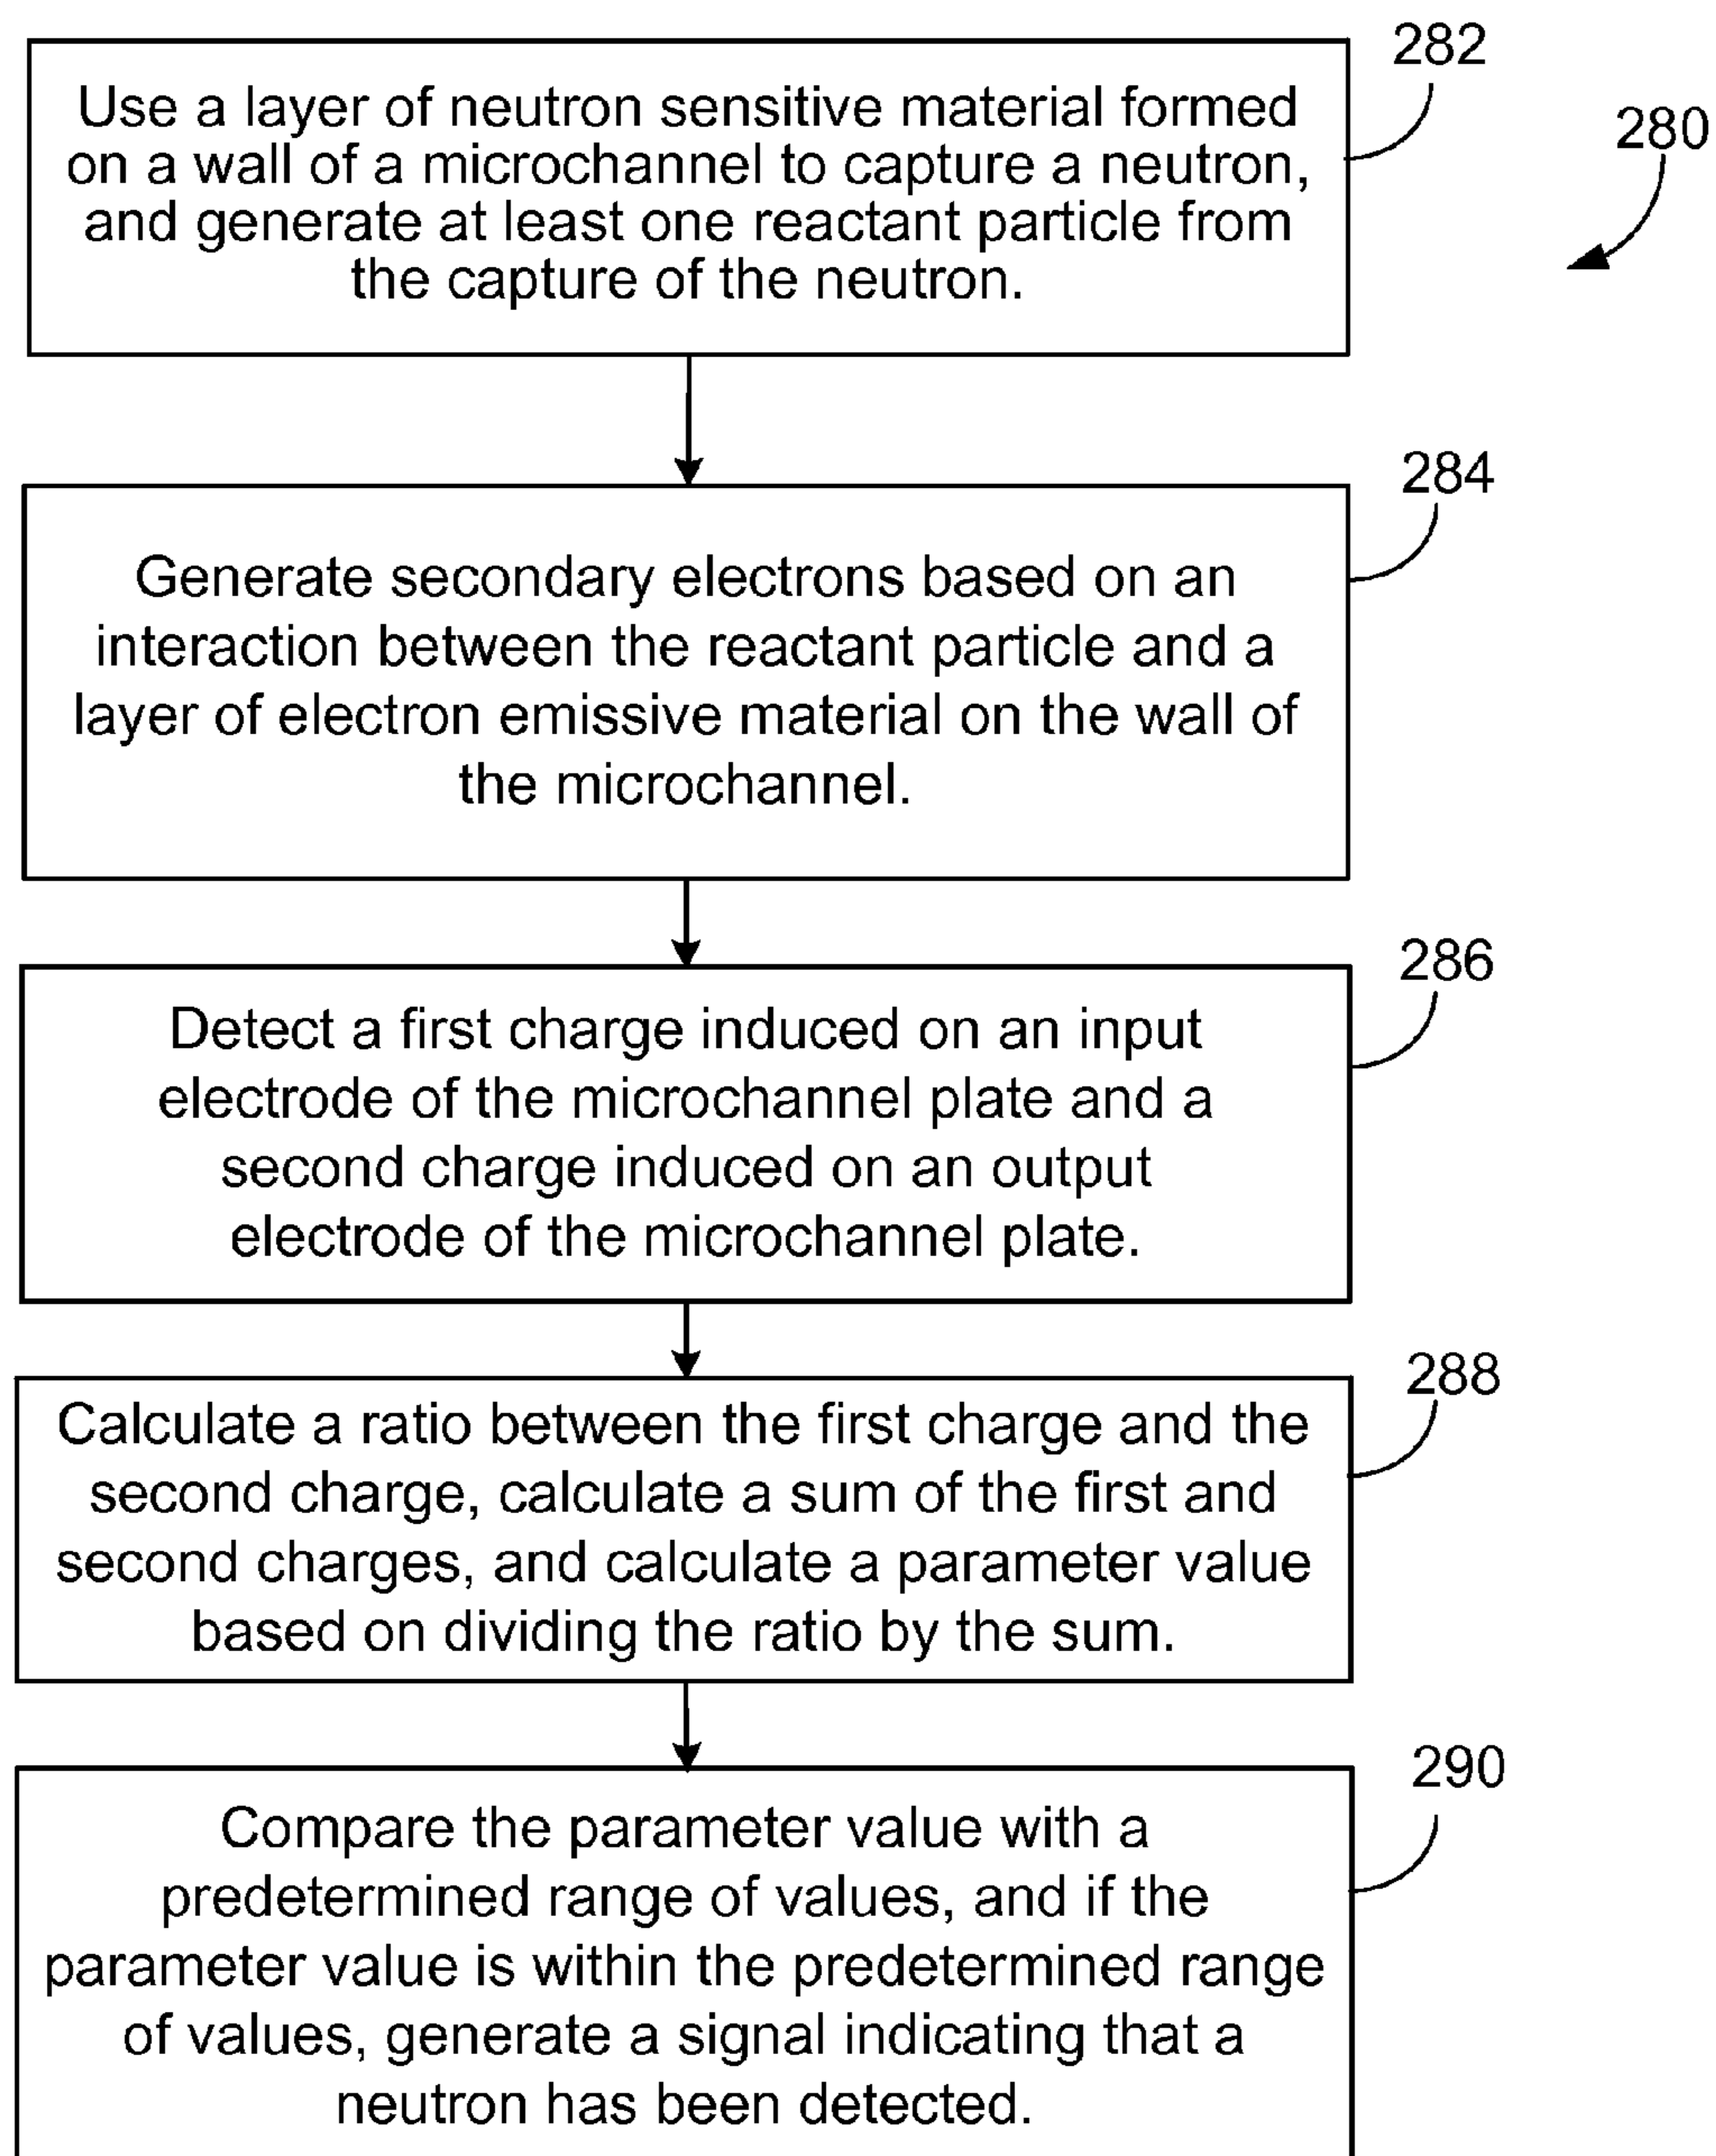 282
280
Use a layer of neutron sensitive material formed
on a wall of a microchannel to capture a neutron,
and generate at least one reactant particle from
the capture of the neutron.
284
Generate secondary electrons based on an
interaction between the reactant particle and a
layer of electron emissive material on the wall of
the microchannel.
286
Detect a first charge induced on an input
electrode of the microchannel plate and a
second charge induced on an output
electrode of the microchannel plate.
288
Calculate a ratio between the first charge and the
second charge, calculate a sum of the first and
second charges, and calculate a parameter value
based on dividing the ratio by the sum.
290
Compare the parameter value with a
predetermined range of values, and if the
parameter value is within the predetermined range
of values, generate a signal indicating that a
neutron has been detected.